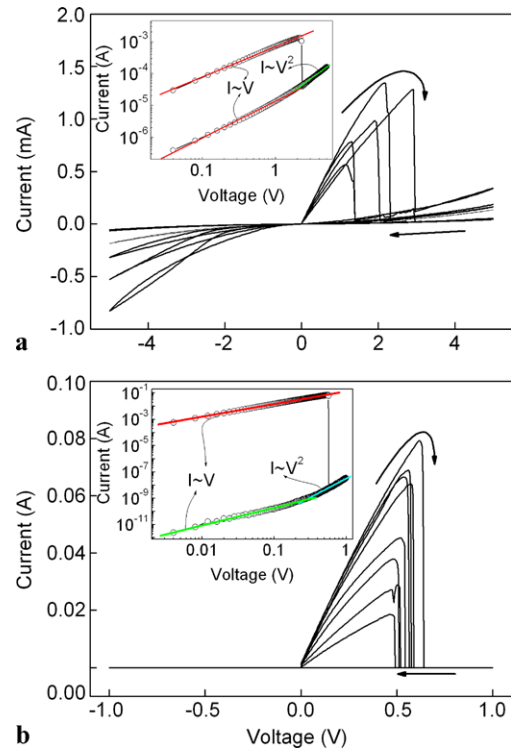 a
2.0
1.5
1.0
0.5
0.0
-0.5
-1.0
Current (mA)
-4 -2 0 2 4
10⁻³
10⁻⁴
10⁻⁵
10⁻⁶
Current (A)
I~V
I~V²
0.1 1
Voltage (V)
b
0.10
0.08
0.06
0.04
0.02
0.00
Current (A)
-1.0 -0.5 0.0 0.5 1.0
Voltage (V)
10⁻¹
10⁻³
10⁻⁵
10⁻⁷
10⁻⁹
10⁻¹¹
Current (A)
I~V
I~V²
0.01 0.1 1
Voltage (V)